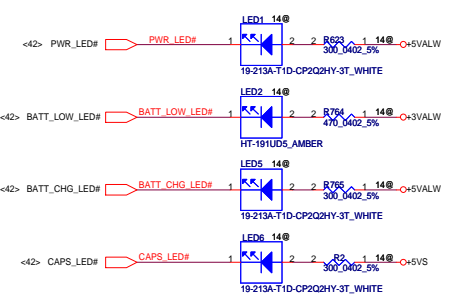 LED1 14@
<42> PWR_LED# PWR_LED# 1 2 2 R623 1 14@ +5VALW
300_0402_5%
19-213A-T1D-CP2Q2HY-3T_WHITE
LED2 14@
<42> BATT_LOW_LED# BATT_LOW_LED# 1 2 2 R764 1 14@ +3VALW
470_0402_5%
HT-191UD5_AMBER
LED5 14@
<42> BATT_CHG_LED# BATT_CHG_LED# 1 2 2 R765 1 14@ +5VALW
300_0402_5%
19-213A-T1D-CP2Q2HY-3T_WHITE
LED6 14@
<42> CAPS_LED# CAPS_LED# 1 2 2 R2 1 14@ +5VS
300_0402_5%
19-213A-T1D-CP2Q2HY-3T_WHITE